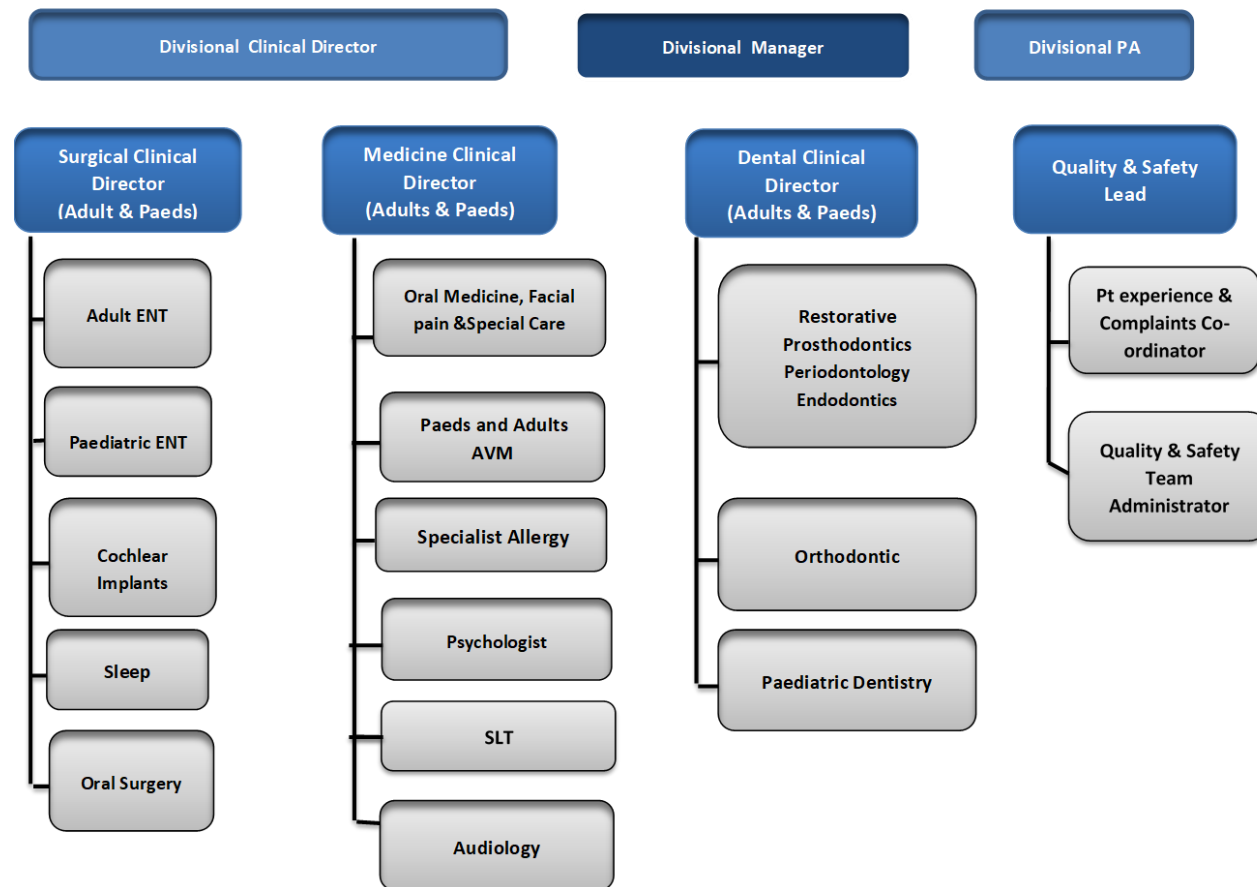 Divisional Clinical Director
Divisional Manager
Divisional PA
Surgical Clinical
Director
(Adult & Paeds)
Adult ENT
Paediatric ENT
Cochlear
Implants
Sleep
Oral Surgery
Medicine Clinical
Director
(Adults & Paeds)
Oral Medicine, Facial
pain &Special Care
Paeds and Adults
AVM
Specialist Allergy
Psychologist
SLT
Audiology
Dental Clinical
Director
(Adults & Paeds)
Restorative
Prosthodontics
Periodontology
Endodontics
Orthodontic
Paediatric Dentistry
Quality & Safety
Lead
Pt experience &
Complaints Co-
ordinator
Quality & Safety
Team
Administrator